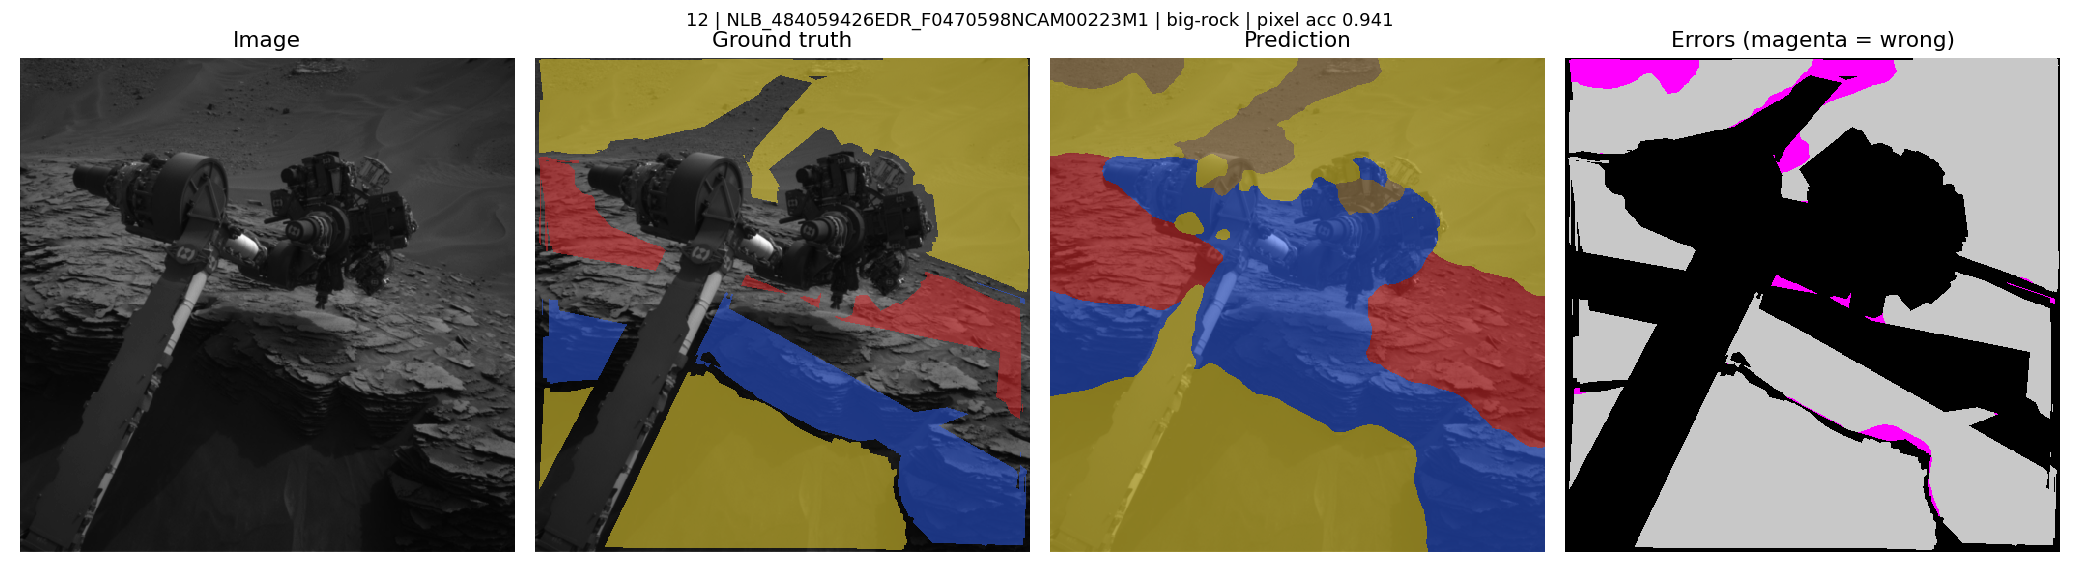 12 | NLB_484059426EDR_F0470598NCAM00223M1 | big-rock | pixel acc 0.941
Image
Ground truth
Prediction
Errors (magenta = wrong)